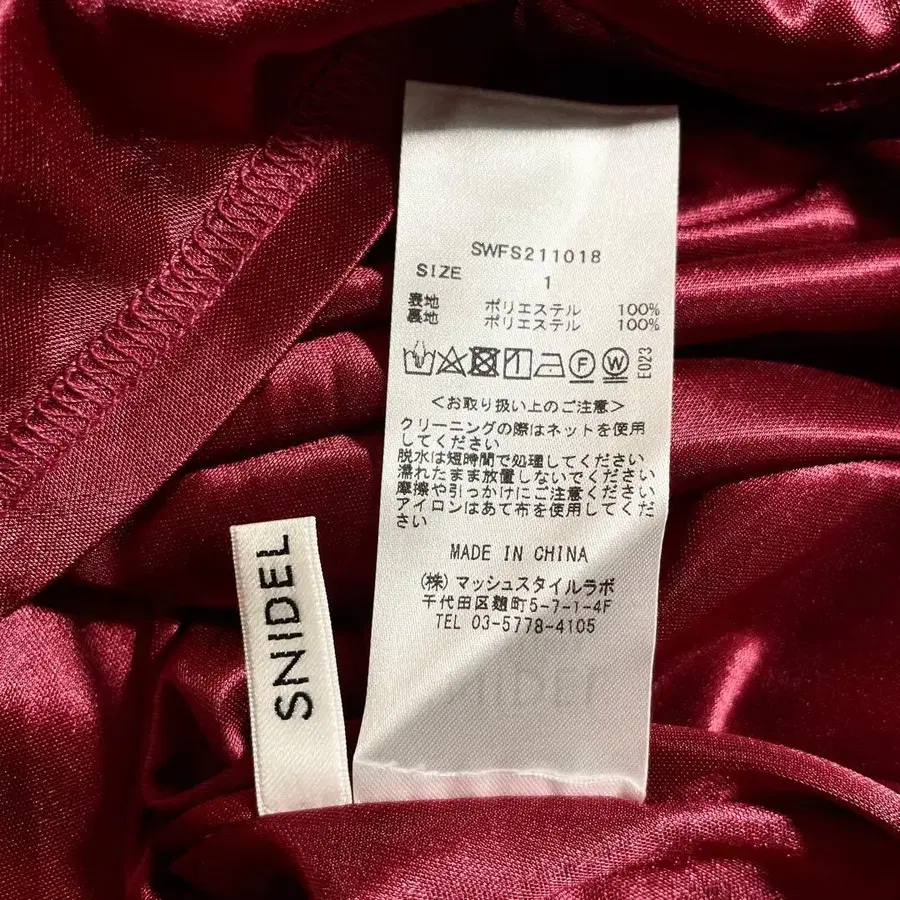 SWFS211018
SIZE 1
表地 ポリエステル 100%
裏地 ポリエステル 100%
F W E023
<お取り扱い上のご注意>
クリーニングの際はネットを使用
してください
脱水は短時間で処理してください
濡れたまま放置しないでください
摩擦や引っかけにご注意ください
アイロンはあて布を使用してくだ
さい
MADE IN CHINA
(株)マッシュスタイルラボ
千代田区麹町5-7-1-4F
TEL 03-5778-4105
SNIDEL